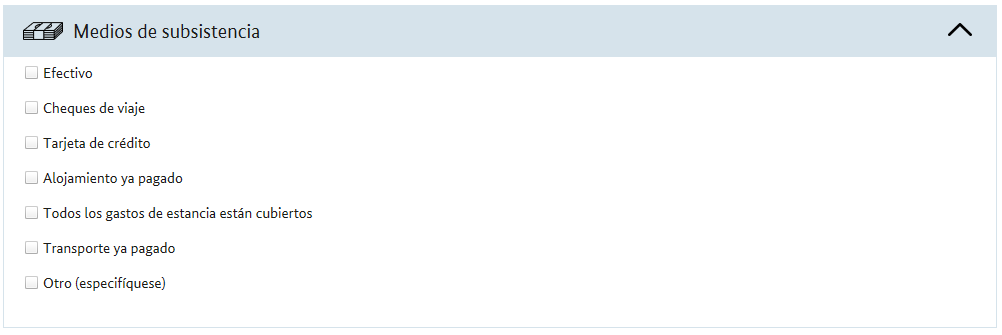 Medios de subsistencia
Efectivo
Cheques de viaje
Tarjeta de crédito
Alojamiento ya pagado
Todos los gastos de estancia están cubiertos
Transporte ya pagado
Otro (especifíquese)